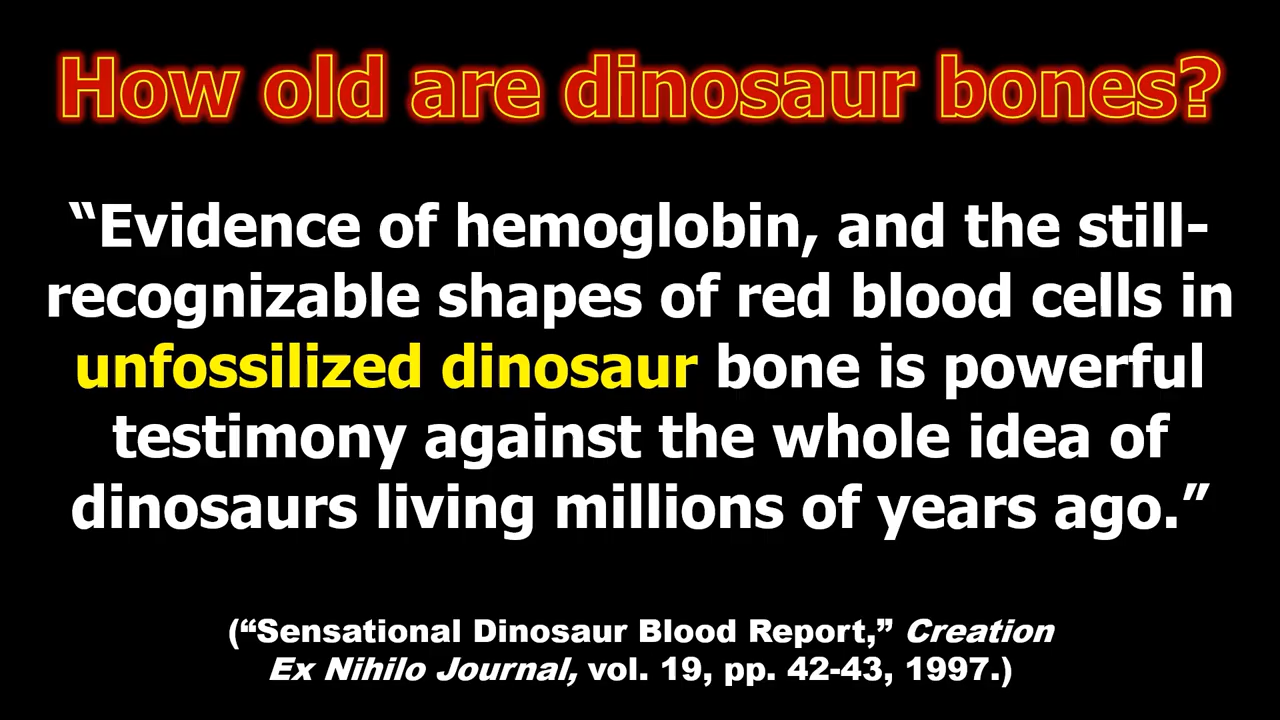 How old are dinosaur bones?
“Evidence of hemoglobin, and the still-
recognizable shapes of red blood cells in
unfossilized dinosaur bone is powerful
testimony against the whole idea of
dinosaurs living millions of years ago.”
(“Sensational Dinosaur Blood Report,” Creation
Ex Nihilo Journal, vol. 19, pp. 42-43, 1997.)